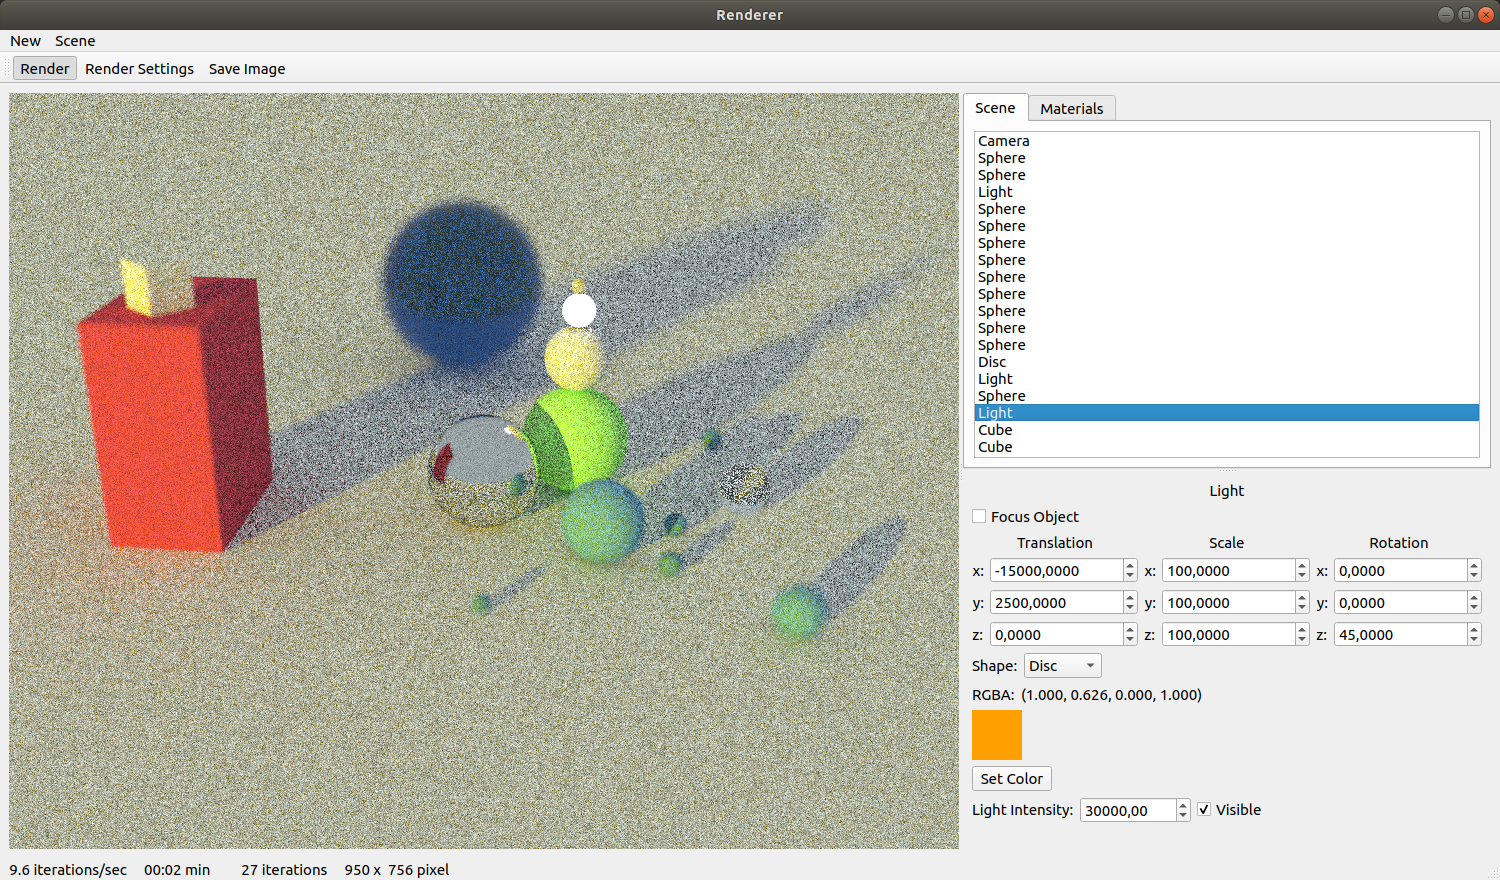 Renderer
New Scene
Render Render Settings Save Image
Scene Materials
Camera
Sphere
Sphere
Light
Sphere
Sphere
Sphere
Sphere
Sphere
Sphere
Sphere
Sphere
Sphere
Disc
Light
Sphere
Light
Cube
Cube
Light
Focus Object
Translation Scale Rotation
x: -15000,0000 x: 100,0000 x: 0,0000
y: 2500,0000 y: 100,0000 y: 0,0000
z: 0,0000 z: 100,0000 z: 45,0000
Shape: Disc
RGBA: (1.000, 0.626, 0.000, 1.000)
Set Color
Light Intensity: 30000,00 Visible
9.6 iterations/sec 00:02 min 27 iterations 950 x 756 pixel